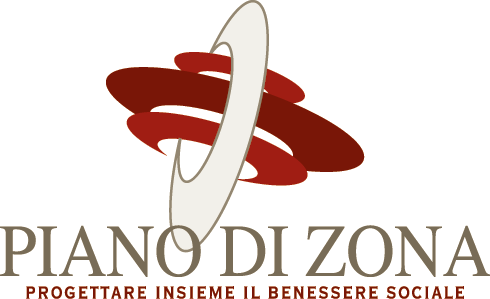 PIANO DI ZONA
PROGETTARE INSIEME IL BENESSERE SOCIALE